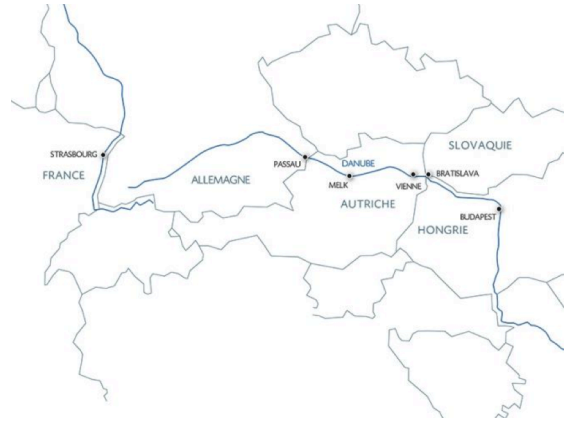 STRASBOURG
FRANCE
ALLEMAGNE
PASSAU
DANUBE
MELK
AUTRICHE
VIENNE
BRATISLAVA
SLOVAQUIE
BUDAPEST
HONGRIE